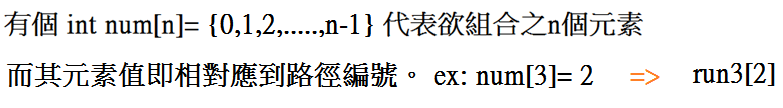 有個 int num[n]= {0,1,2,.....,n-1} 代表欲組合之n個元素
而其元素值即相對應到路徑編號。 ex: num[3]= 2 => run3[2]